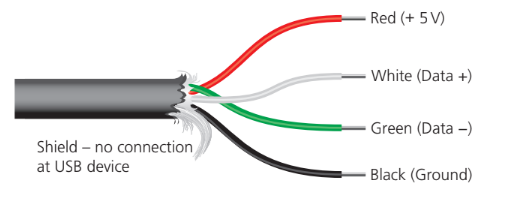 Red (+ 5 V)
White (Data +)
Green (Data –)
Black (Ground)
Shield – no connection
at USB device